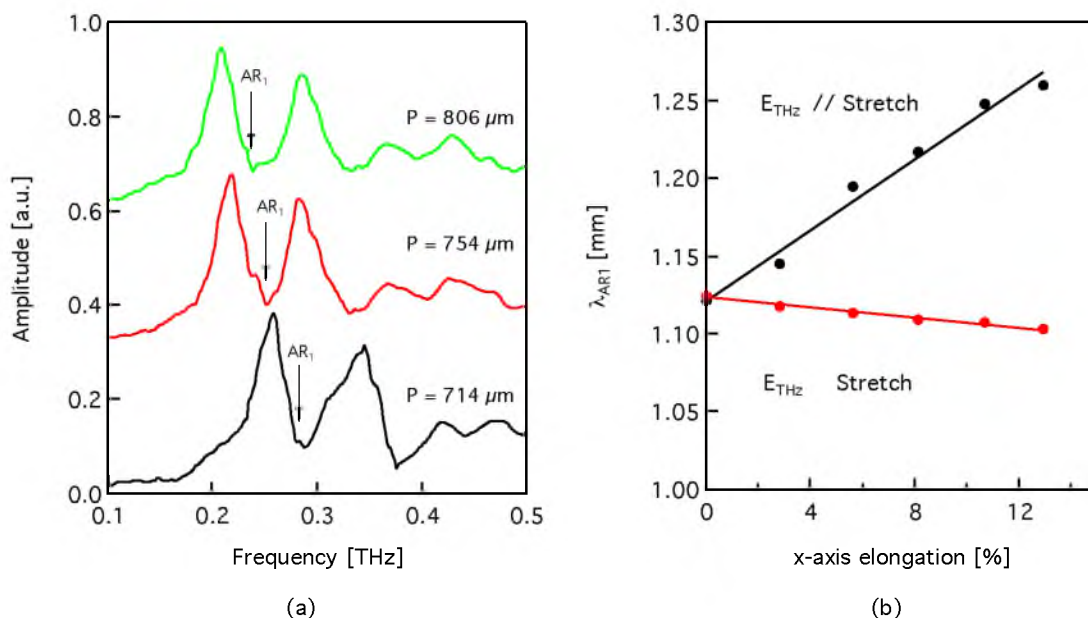 1.0
0.8
0.6
0.4
0.2
0.0
0.1
0.2
0.3
0.4
0.5
Amplitude [a.u.]
Frequency [THz]
AR₁
P = 806 µm
AR₁
P = 754 µm
AR₁
P = 714 µm
(a)
1.30
1.25
1.20
1.15
1.10
1.05
1.00
0
4
8
12
λAR1 [mm]
x-axis elongation [%]
ETHz // Stretch
ETHz Stretch
(b)